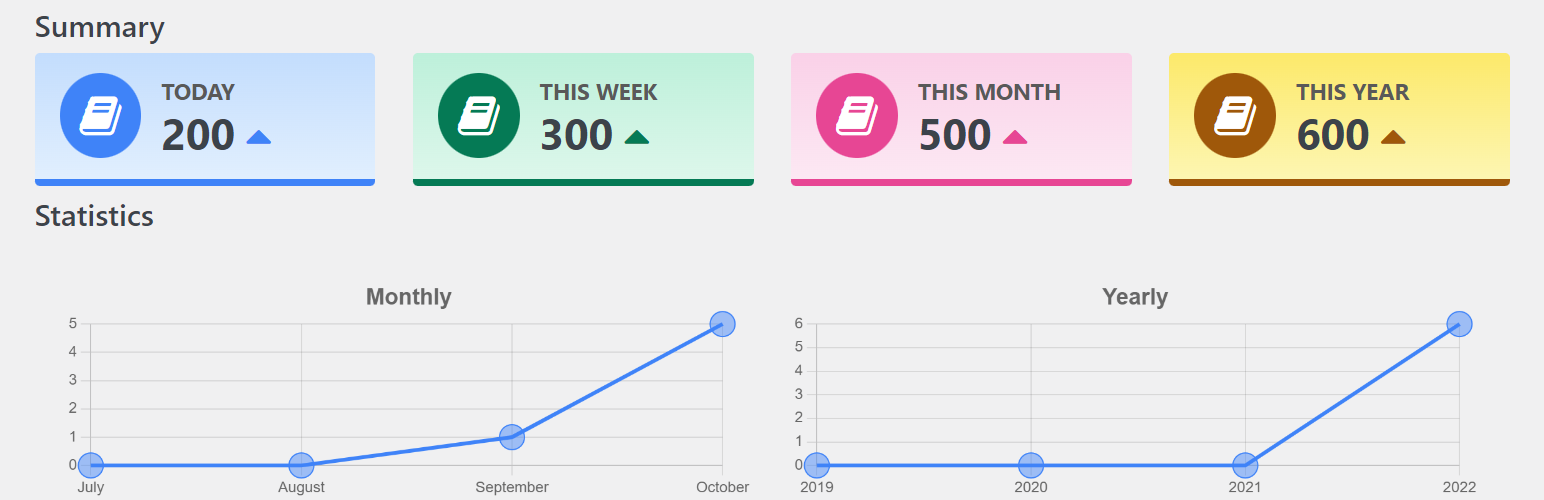 Summary
TODAY
200
THIS WEEK
300
THIS MONTH
500
THIS YEAR
600
Statistics
Monthly
5
4
3
2
1
0
July August September October
Yearly
6
5
4
3
2
1
0
2019 2020 2021 2022